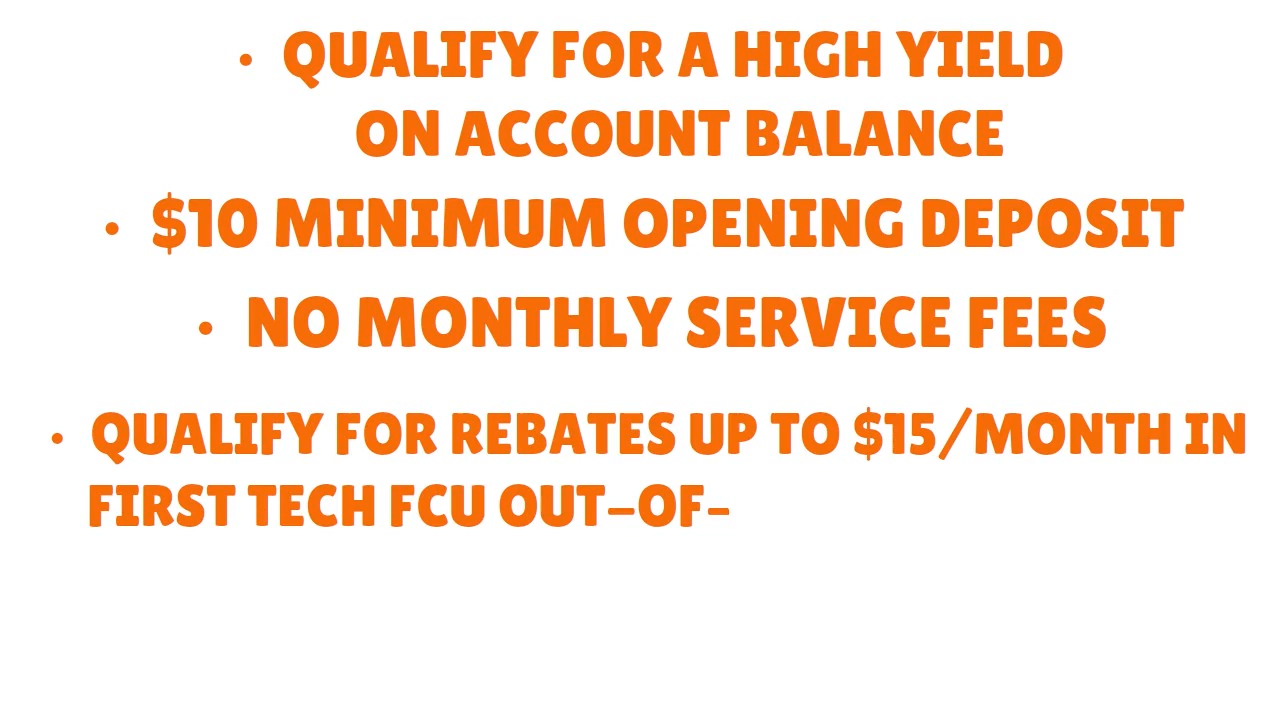 • QUALIFY FOR A HIGH YIELD
ON ACCOUNT BALANCE
• $10 MINIMUM OPENING DEPOSIT
• NO MONTHLY SERVICE FEES
• QUALIFY FOR REBATES UP TO $15/MONTH IN
FIRST TECH FCU OUT-OF-